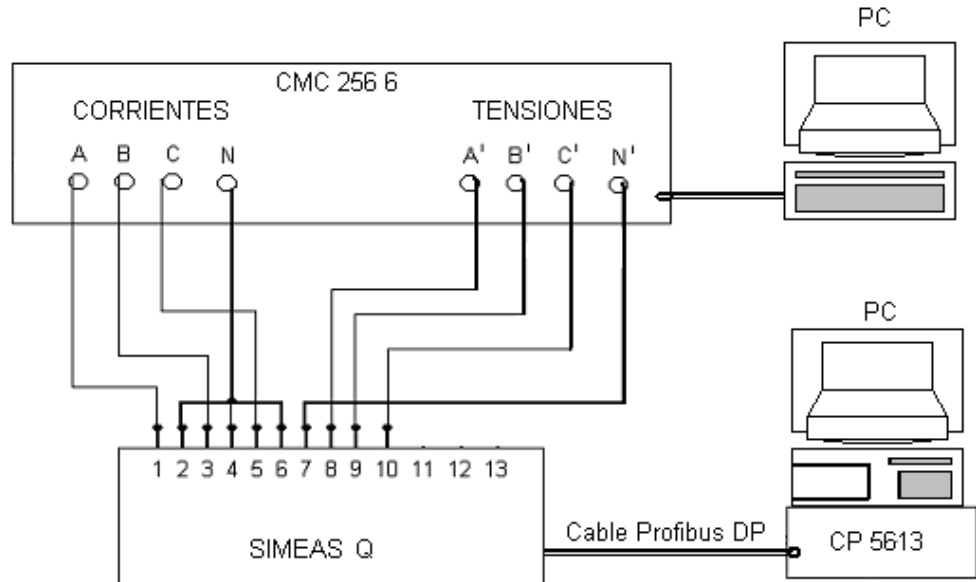 PC
CMC 256 6
CORRIENTES TENSIONES
A B C N A' B' C' N'
PC
1 2 3 4 5 6 7 8 9 10 11 12 13
SIMEAS Q
Cable Profibus DP
CP 5613